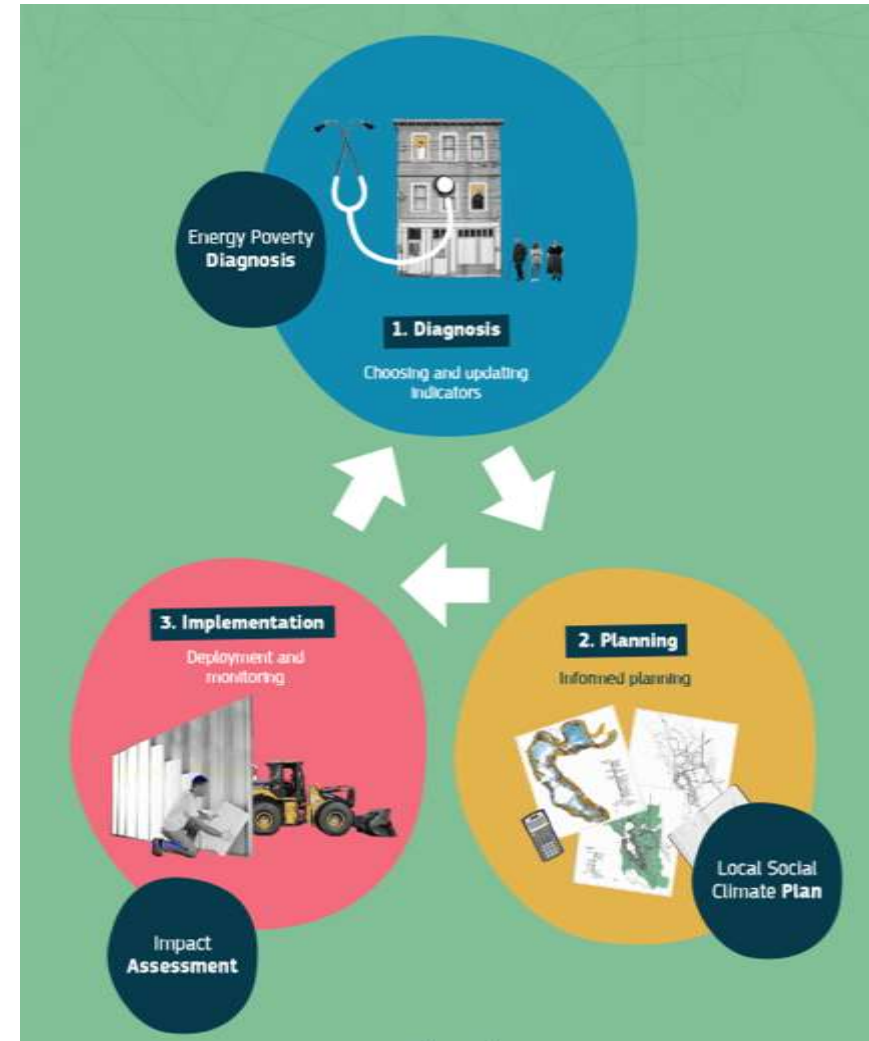 Energy Poverty
Diagnosis
1. Diagnosis
Choosing and updating
indicators
3. Implementation
Deployment and
monitoring
2. Planning
Informed planning
Local Social
Climate Plan
Impact
Assessment